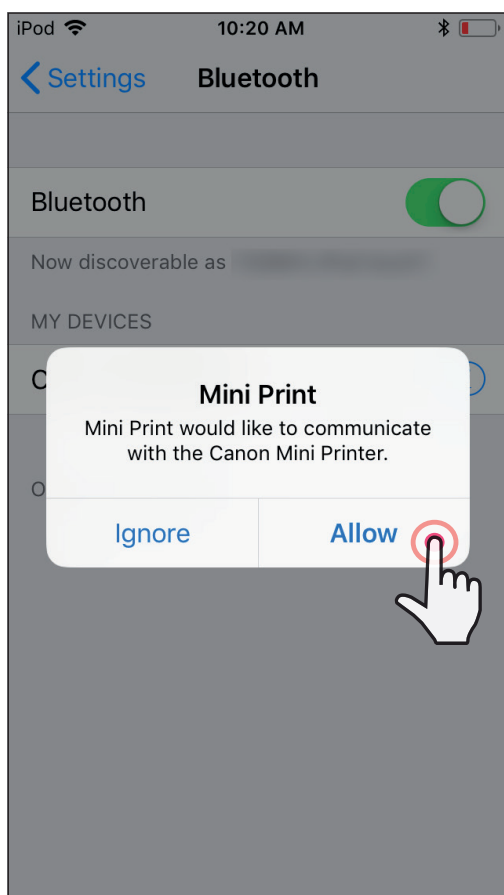 iPod 10:20 AM
Settings Bluetooth
Bluetooth
Now discoverable as
MY DEVICES
C
Mini Print
Mini Print would like to communicate
with the Canon Mini Printer.
O
Ignore Allow